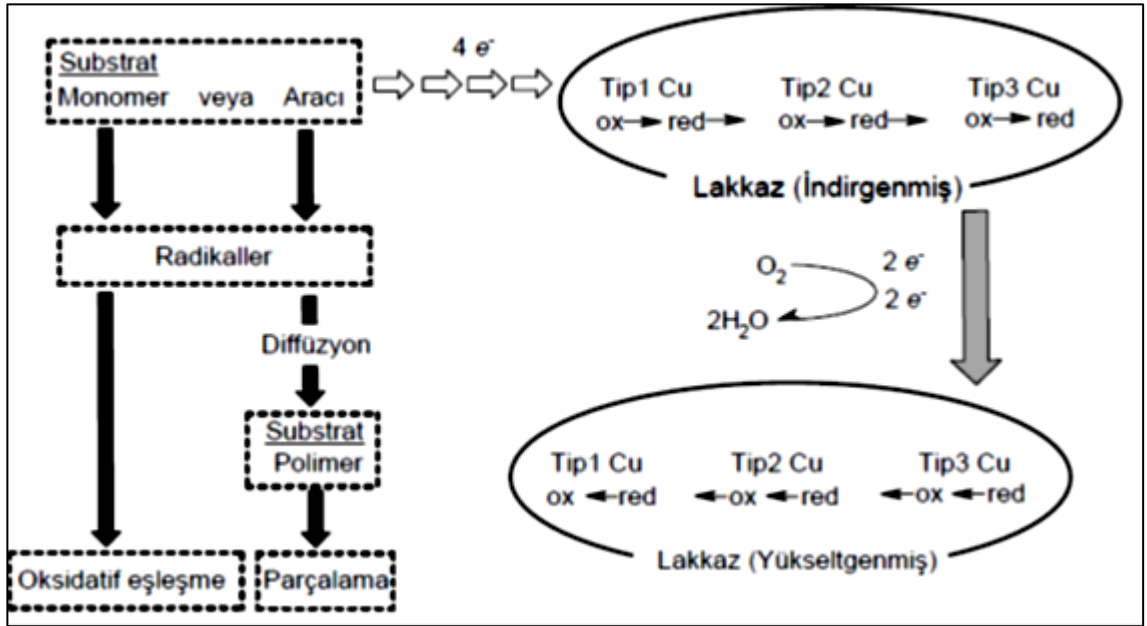 Substrat
Monomer veya Aracı
4 e⁻
Tip1 Cu Tip2 Cu Tip3 Cu
ox red ox red ox red
Lakkaz (İndirgenmiş)
Radikaller
O₂ 2 e⁻
2 e⁻
2H₂O
Diffüzyon
Substrat
Polimer
Tip1 Cu Tip2 Cu Tip3 Cu
ox red ox red ox red
Lakkaz (Yükseltgenmiş)
Oksidatif eşleşme
Parçalama